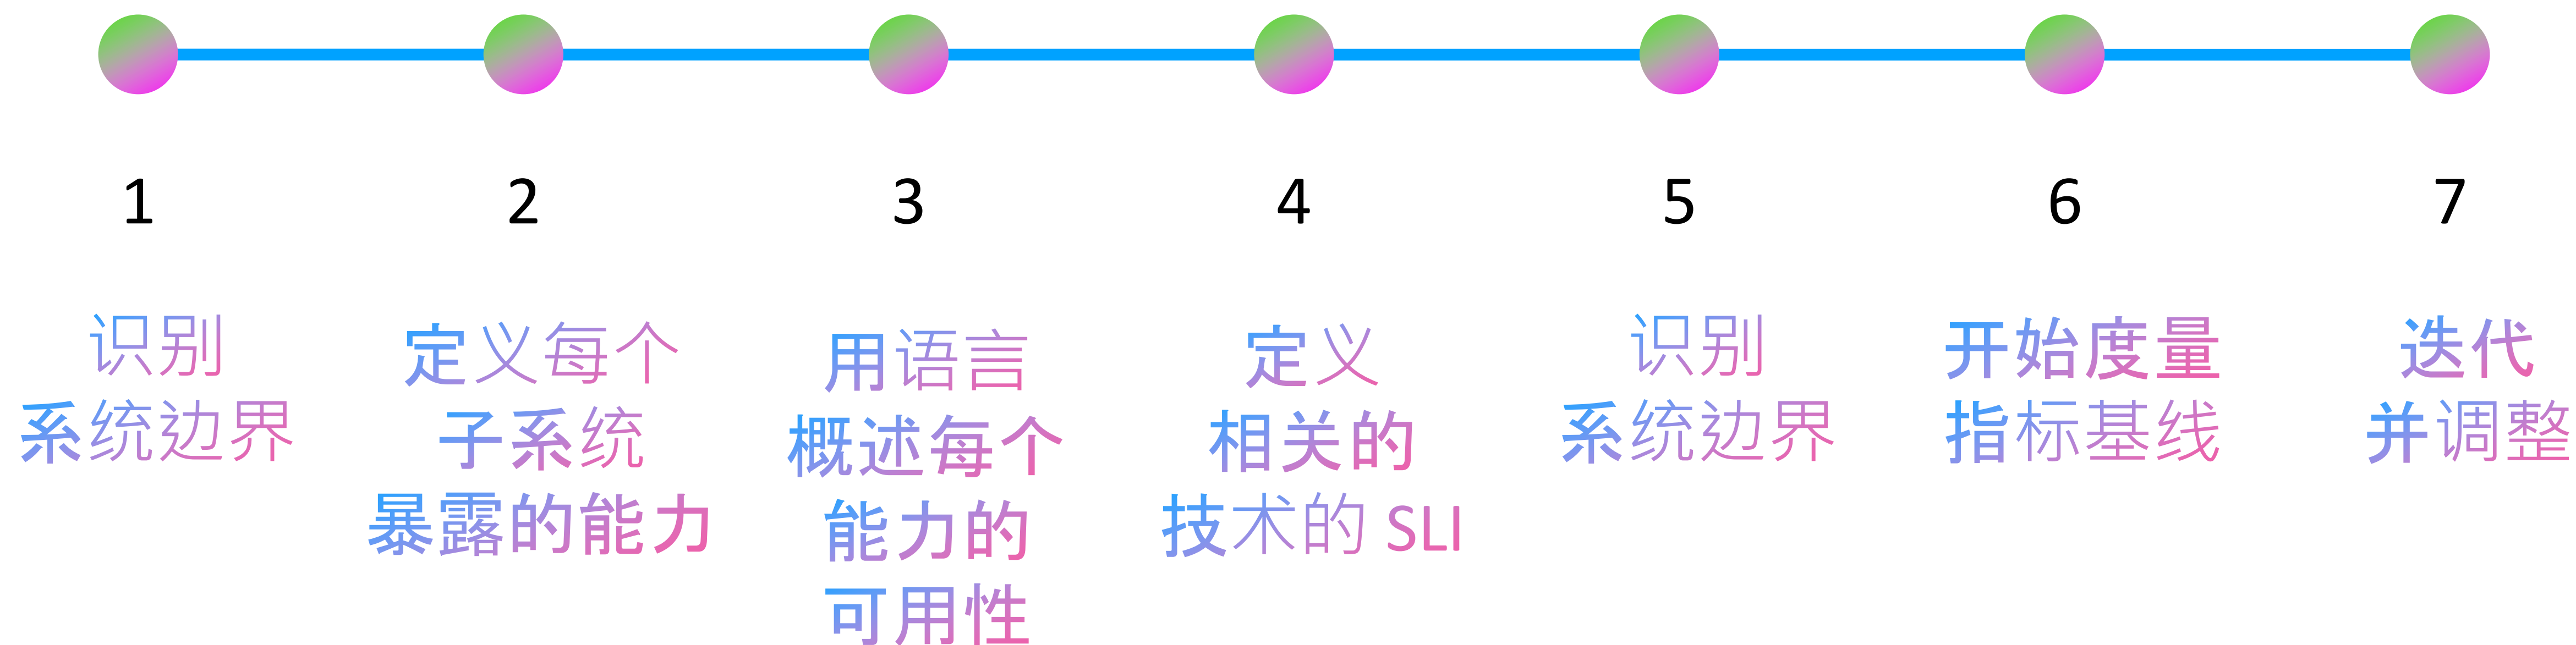 1
2
3
4
5
6
7
识别
系统边界
定义每个
子系统
暴露的能力
用语言
概述每个
能力的
可用性
定义
相关的
技术的 SLI
识别
系统边界
开始度量
指标基线
迭代
并调整